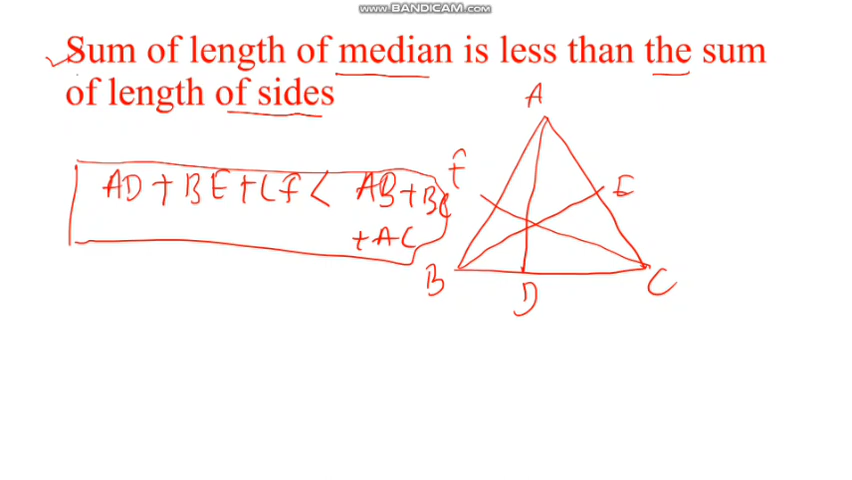 www.BANDICAM.com
Sum of length of median is less than the sum
of length of sides
A
AD + BE + CF < AB + BC
+ AC
F
E
B
D
C